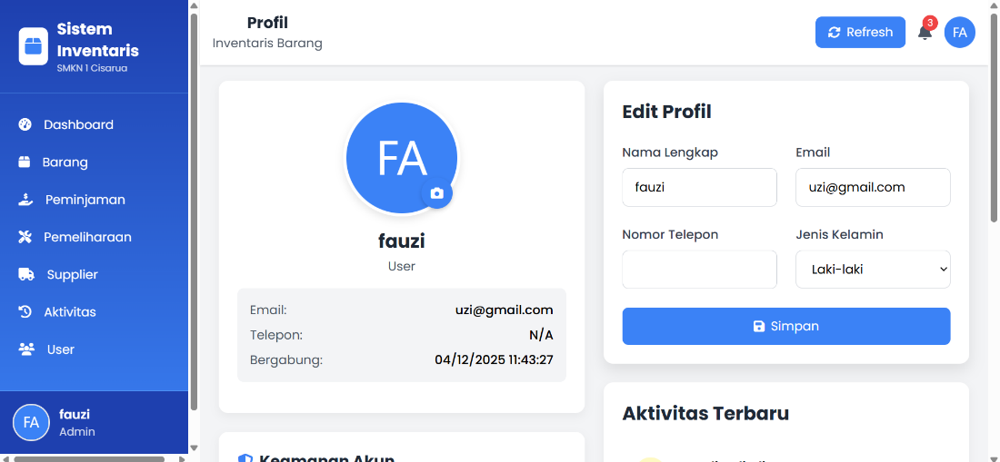 Sistem
Inventaris
SMKN 1 Cisarua
Dashboard
Barang
Peminjaman
Pemeliharaan
Supplier
Aktivitas
User
FA
fauzi
Admin
Profil
Inventaris Barang
Refresh
3
FA
FA
fauzi
User
Email: uzi@gmail.com
Telepon: N/A
Bergabung: 04/12/2025 11:43:27
Keamanan Akun
Edit Profil
Nama Lengkap Email
fauzi uzi@gmail.com
Nomor Telepon Jenis Kelamin
Laki-laki
Simpan
Aktivitas Terbaru